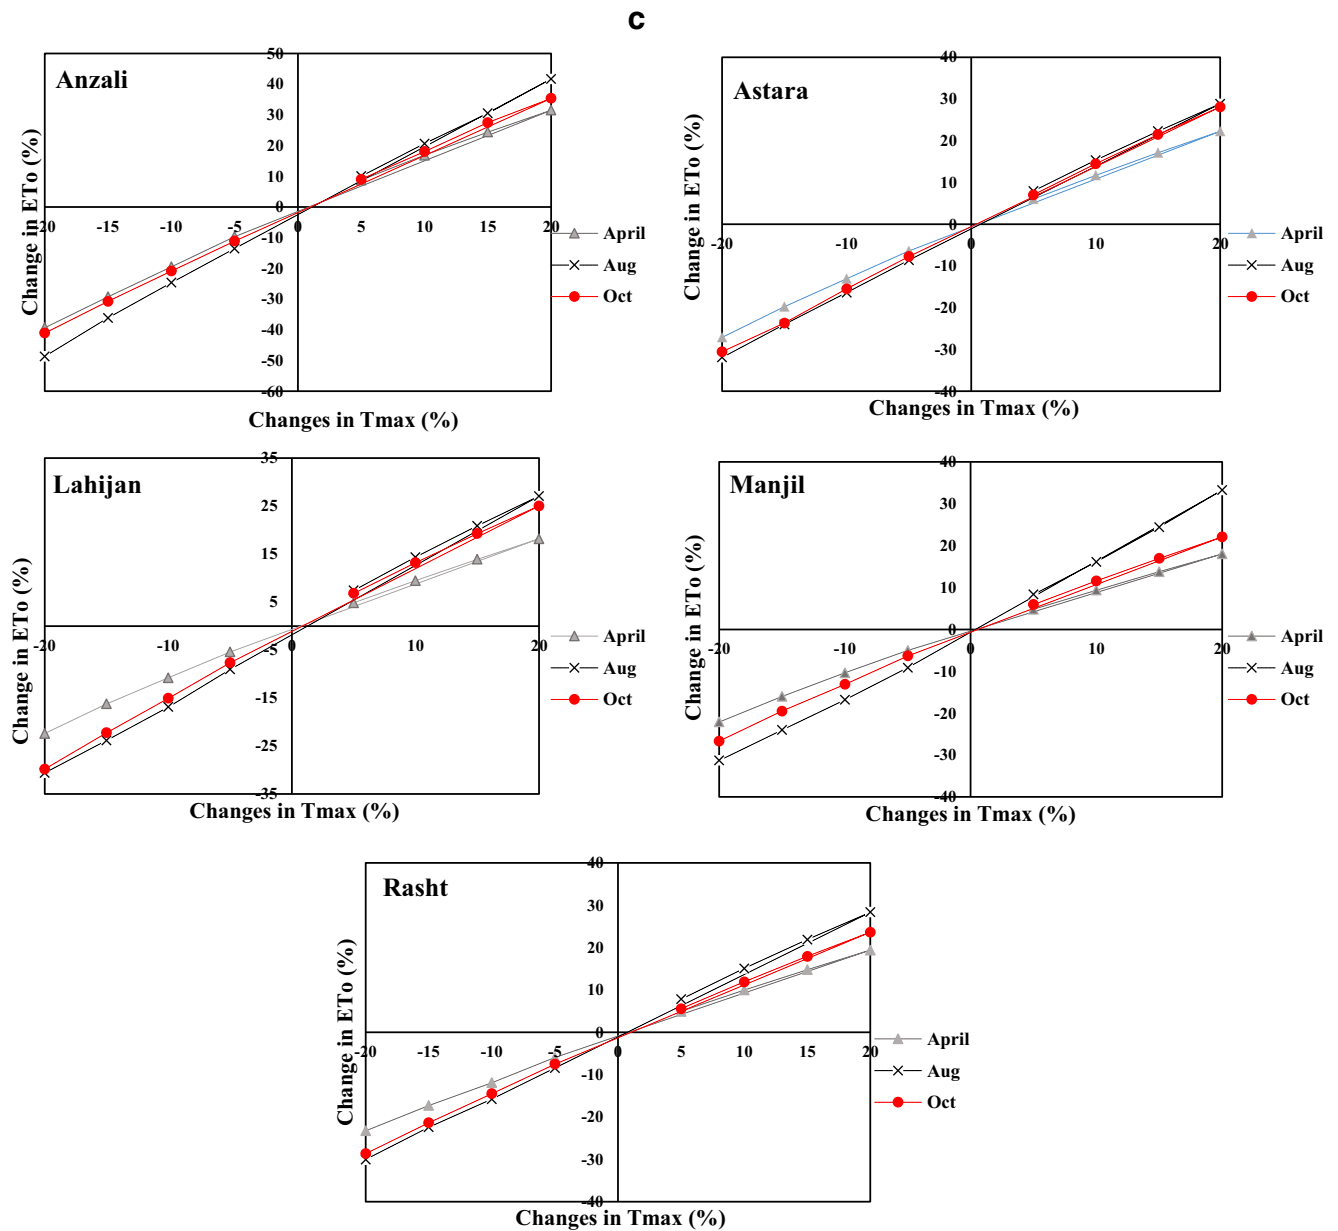 c
Anzali
Change in ETo (%)
50
40
30
20
10
0
-10
-20
-30
-40
-50
-60
-20 -15 -10 -5 0 5 10 15 20
Changes in Tmax (%)
April
Aug
Oct
Astara
Change in ETo (%)
40
30
20
10
0
-10
-20
-30
-40
-20 -10 0 10 20
Changes in Tmax (%)
April
Aug
Oct
Lahijan
Change in ETo (%)
35
25
15
5
-5
-15
-25
-35
-20 -10 0 10 20
Changes in Tmax (%)
April
Aug
Oct
Manjil
Change in ETo (%)
40
30
20
10
0
-10
-20
-30
-40
-20 -10 0 10 20
Changes in Tmax (%)
April
Aug
Oct
Rasht
Change in ETo (%)
40
30
20
10
0
-10
-20
-30
-40
-20 -15 -10 -5 0 5 10 15 20
Changes in Tmax (%)
April
Aug
Oct